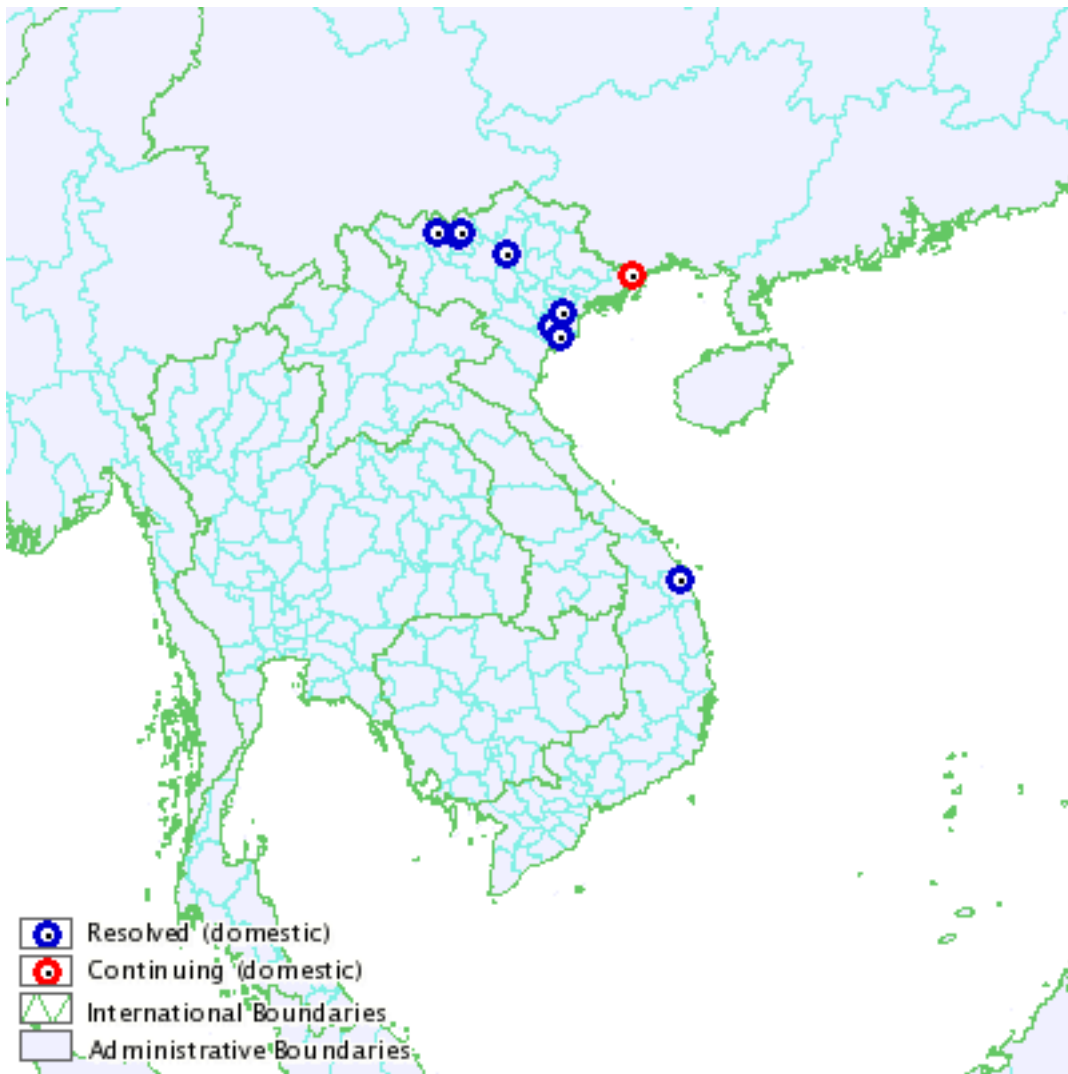 Resolved (domestic)
Continuing (domestic)
International Boundaries
Administrative Boundaries